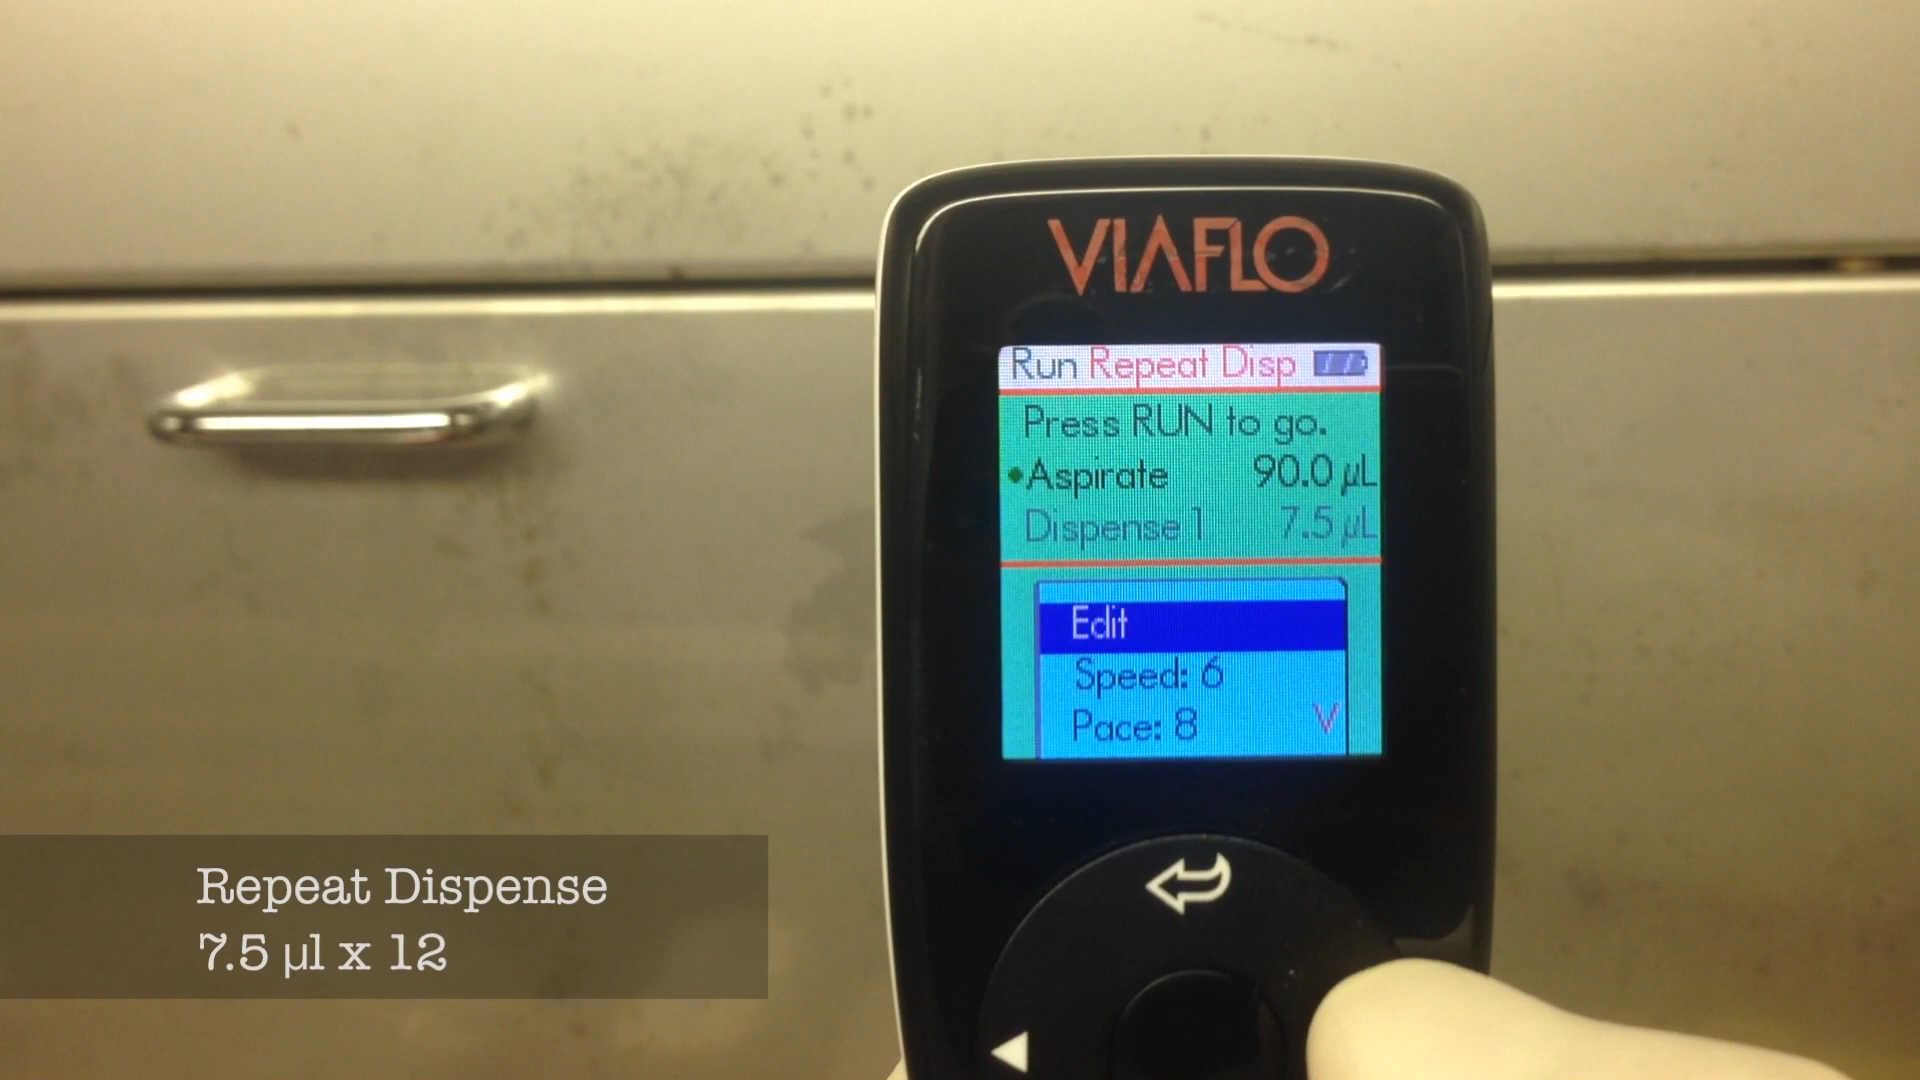 VIAFLO
Run Repeat Disp
Press RUN to go.
•Aspirate 90.0 µL
Dispense 1 7.5 µL
Edit
Speed: 6
Pace: 8 V
Repeat Dispense
7.5 µl x 12